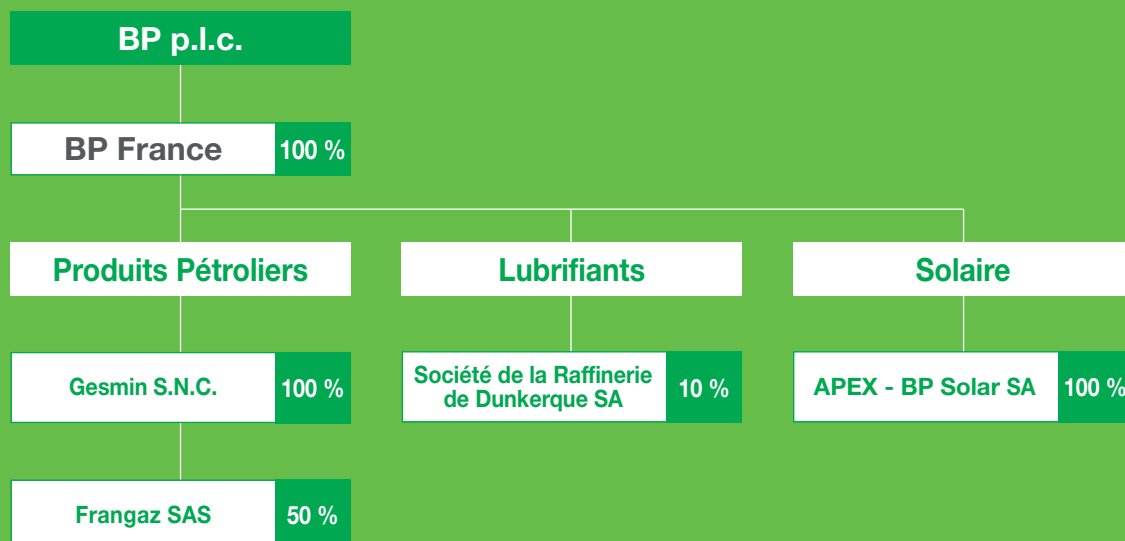 BP p.l.c.
BP France 100 %
Produits Pétroliers
Lubrifiants
Solaire
Gesmin S.N.C. 100 %
Société de la Raffinerie
de Dunkerque SA
10 %
APEX - BP Solar SA 100 %
Frangaz SAS 50 %